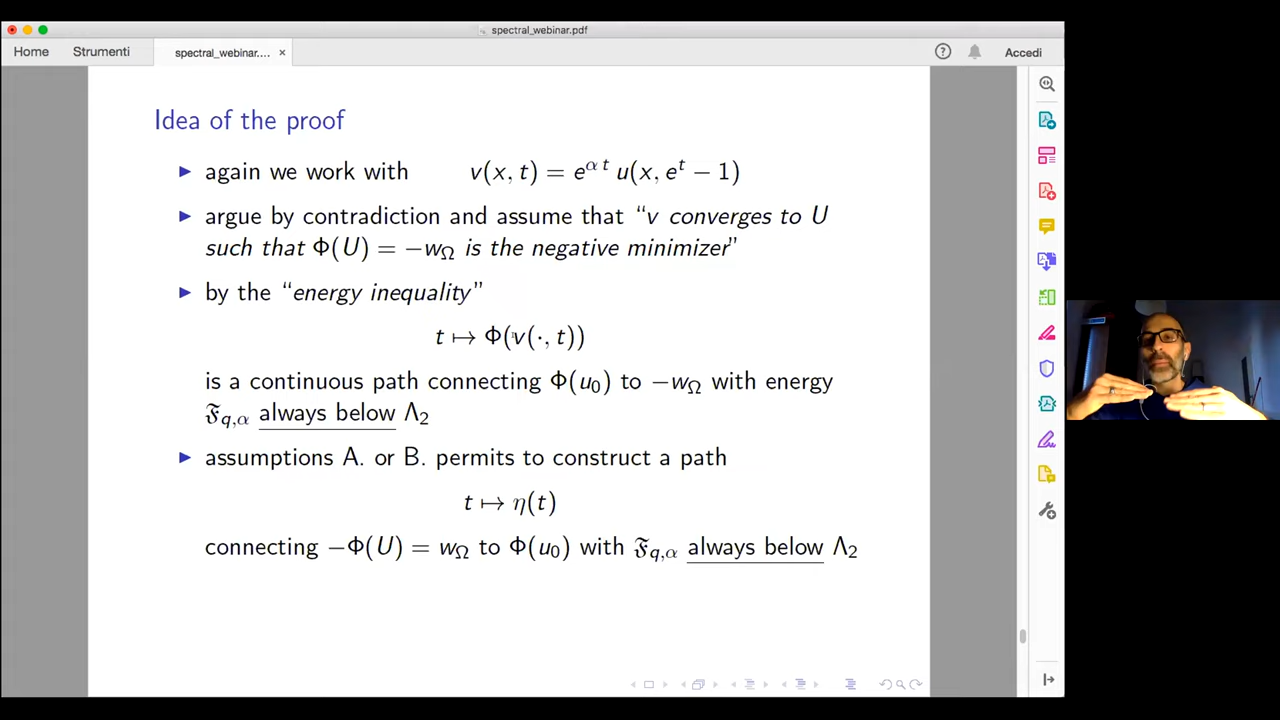 spectral_webinar.pdf
Home Strumenti spectral_webinar.... × Accedi
Idea of the proof
▶ again we work with v(x, t) = e^{α t} u(x, e^t − 1)
▶ argue by contradiction and assume that “v converges to U
such that Φ(U) = −w_Ω is the negative minimizer”
▶ by the “energy inequality”
t ↦ Φ(v(·, t))
is a continuous path connecting Φ(u_0) to −w_Ω with energy
𝔉_{q,α} always below Λ_2
▶ assumptions A. or B. permits to construct a path
t ↦ η(t)
connecting −Φ(U) = w_Ω to Φ(u_0) with 𝔉_{q,α} always below Λ_2